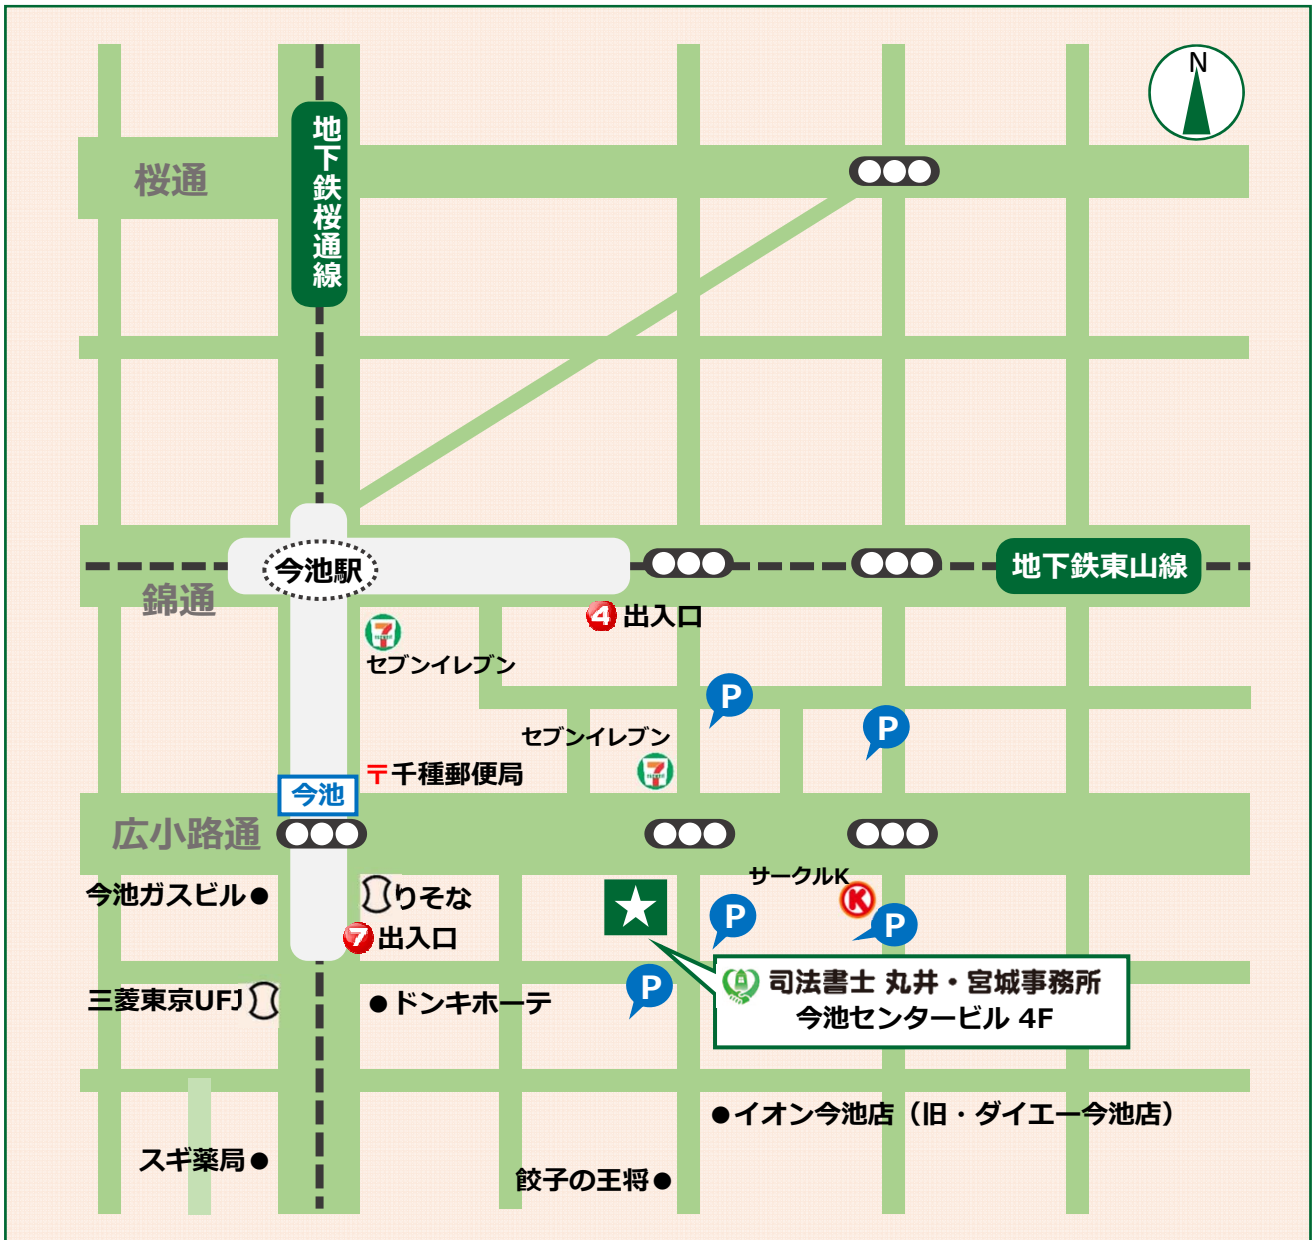 N
地下鉄桜通線
桜通
今池駅
地下鉄東山線
錦通
4 出入口
7
セブンイレブン
P
P
セブンイレブン
7
〒千種郵便局
今池
広小路通
サークルK
K
今池ガスビル●
りそな
★
P
P
7 出入口
司法書士 丸井・宮城事務所
今池センタービル 4F
P
三菱東京UFJ
●ドンキホーテ
●イオン今池店（旧・ダイエー今池店）
スギ薬局●
餃子の王将●